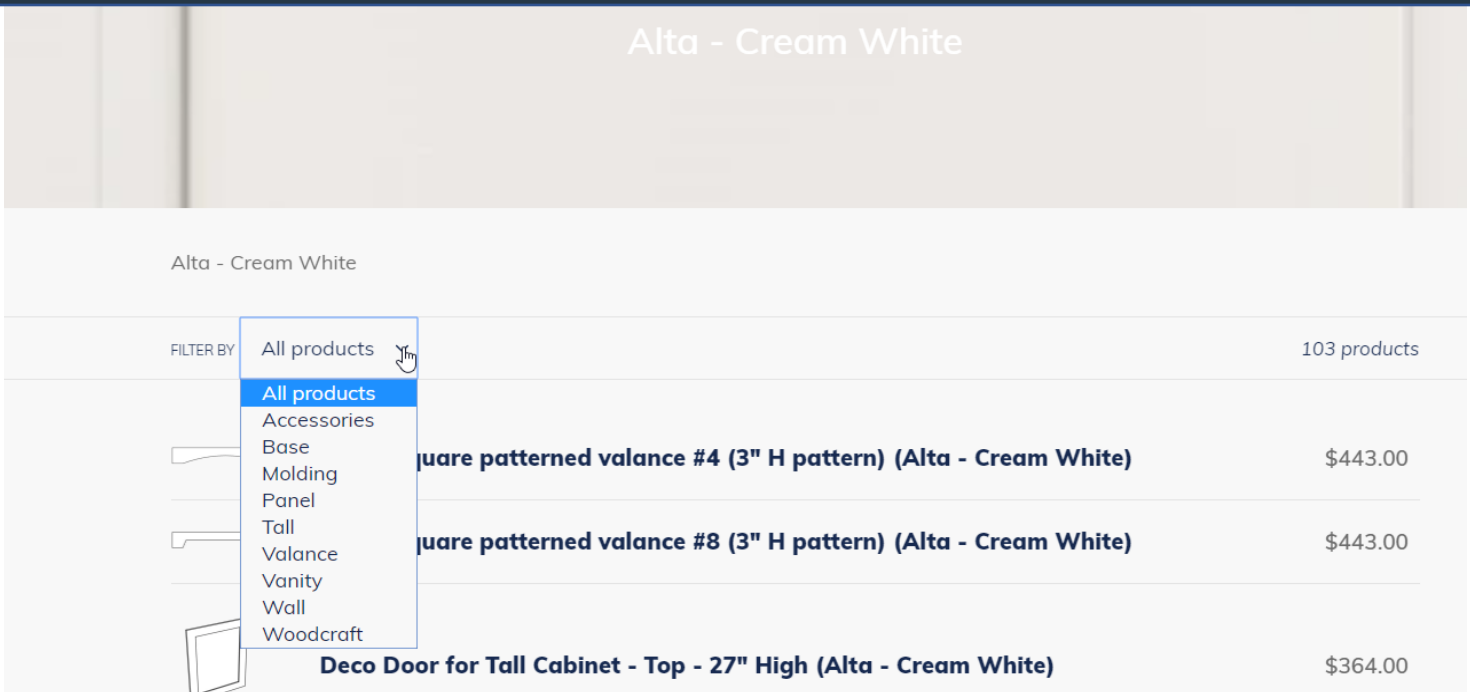 Alta - Cream White
Alta - Cream White
FILTER BY All products 103 products
All products
Accessories
Base
Molding
Panel
Tall
Valance
Vanity
Wall
Woodcraft
patterned valance #4 (3" H pattern) (Alta - Cream White) $443.00
patterned valance #8 (3" H pattern) (Alta - Cream White) $443.00
Deco Door for Tall Cabinet - Top - 27" High (Alta - Cream White) $364.00